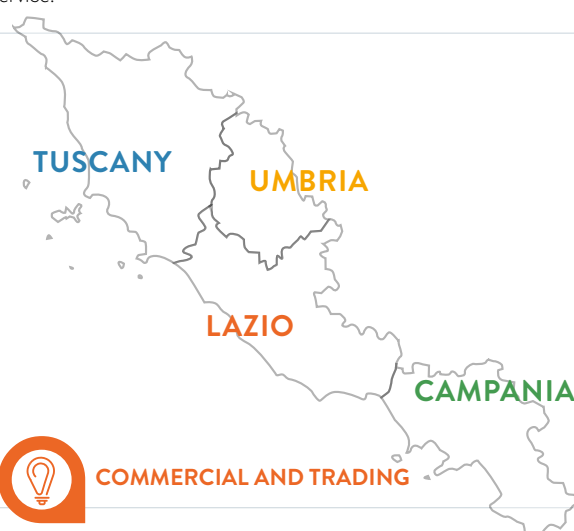 TUSCANY
UMBRIA
LAZIO
CAMPANIA
COMMERCIAL AND TRADING